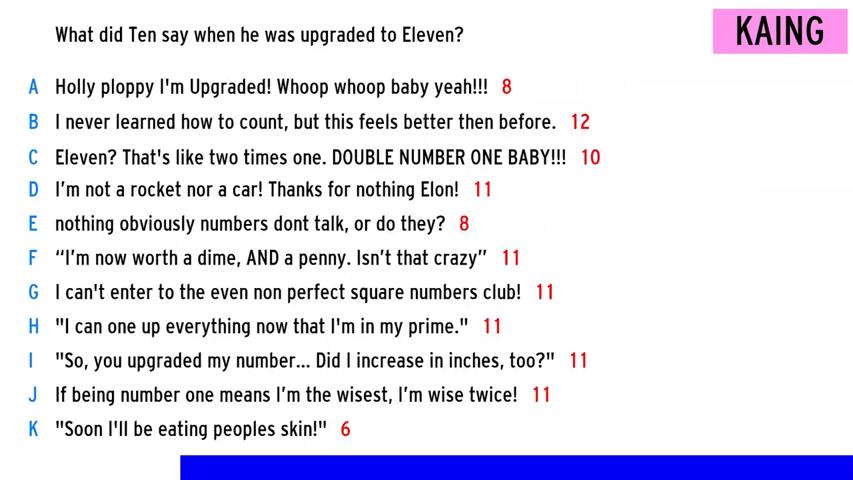 What did Ten say when he was upgraded to Eleven?
KAING
A Holly ploppy I'm Upgraded! Whoop whoop baby yeah!!! 8
B I never learned how to count, but this feels better then before. 12
C Eleven? That's like two times one. DOUBLE NUMBER ONE BABY!!! 10
D I’m not a rocket nor a car! Thanks for nothing Elon! 11
E nothing obviously numbers dont talk, or do they? 8
F “I’m now worth a dime, AND a penny. Isn’t that crazy” 11
G I can't enter to the even non perfect square numbers club! 11
H "I can one up everything now that I'm in my prime." 11
I "So, you upgraded my number... Did I increase in inches, too?" 11
J If being number one means I’m the wisest, I’m wise twice! 11
K "Soon I'll be eating peoples skin!" 6